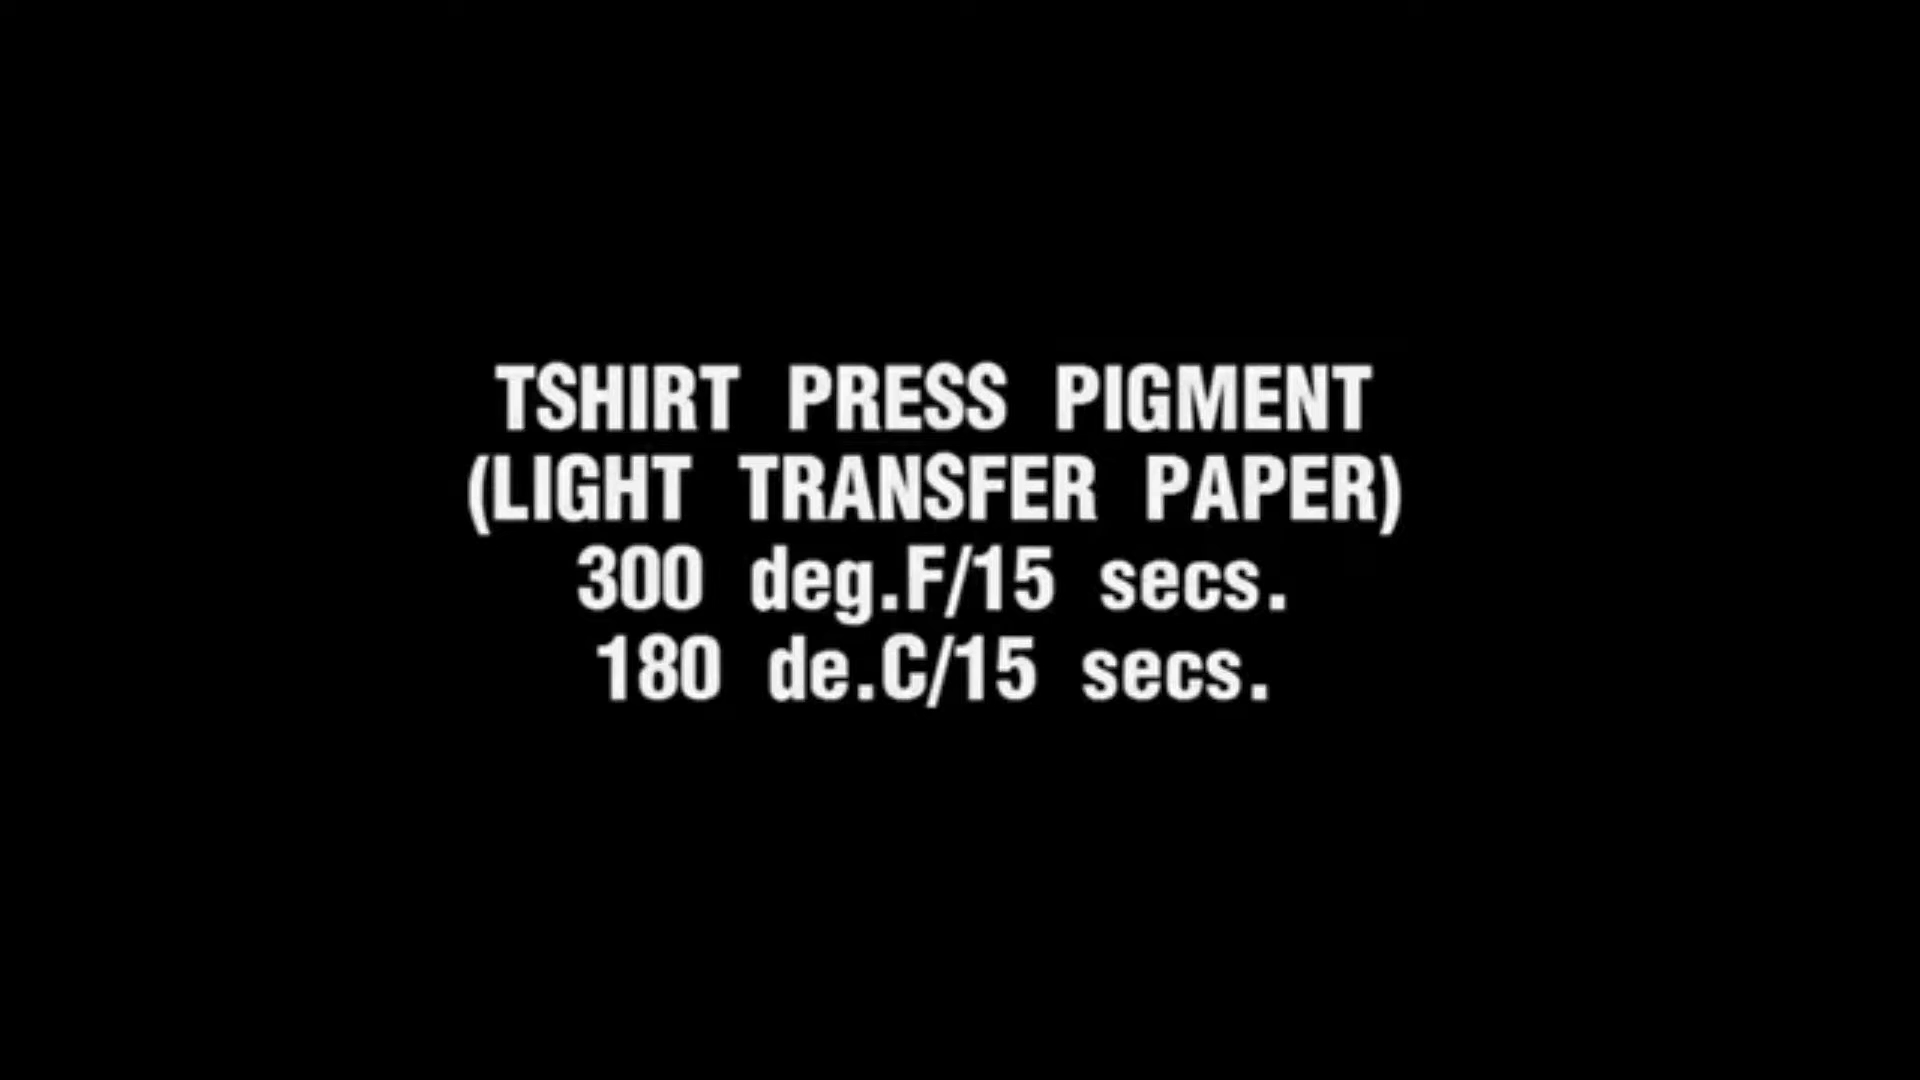 TSHIRT PRESS PIGMENT
(LIGHT TRANSFER PAPER)
300 deg.F/15 secs.
180 de.C/15 secs.